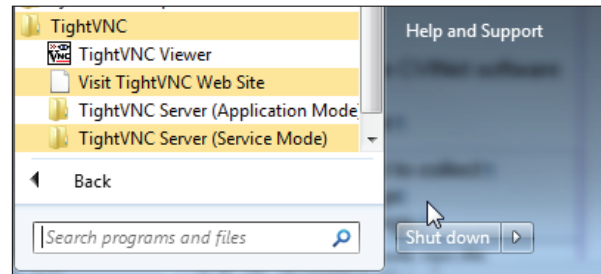 TightVNC
TightVNC Viewer
Visit TightVNC Web Site
TightVNC Server (Application Mode
TightVNC Server (Service Mode)
Back
Search programs and files
Help and Support
Shut down